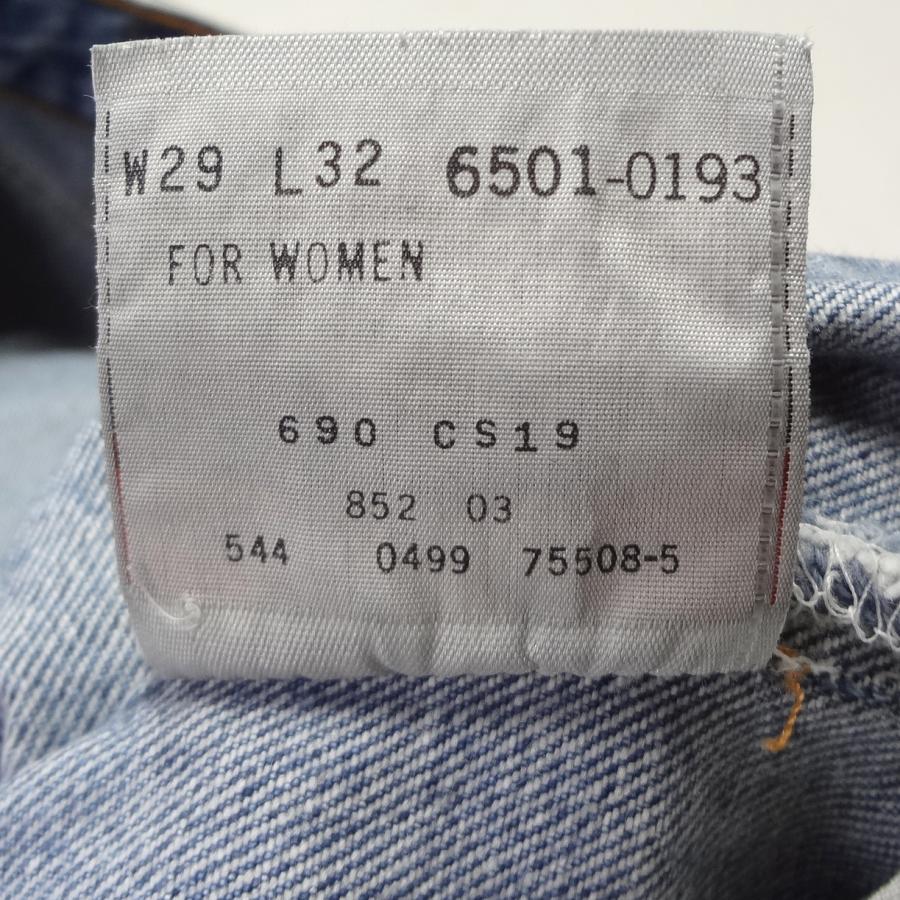 W29 L32 6501-0193
FOR WOMEN
690 CS19
852 03
544 0499 75508-5